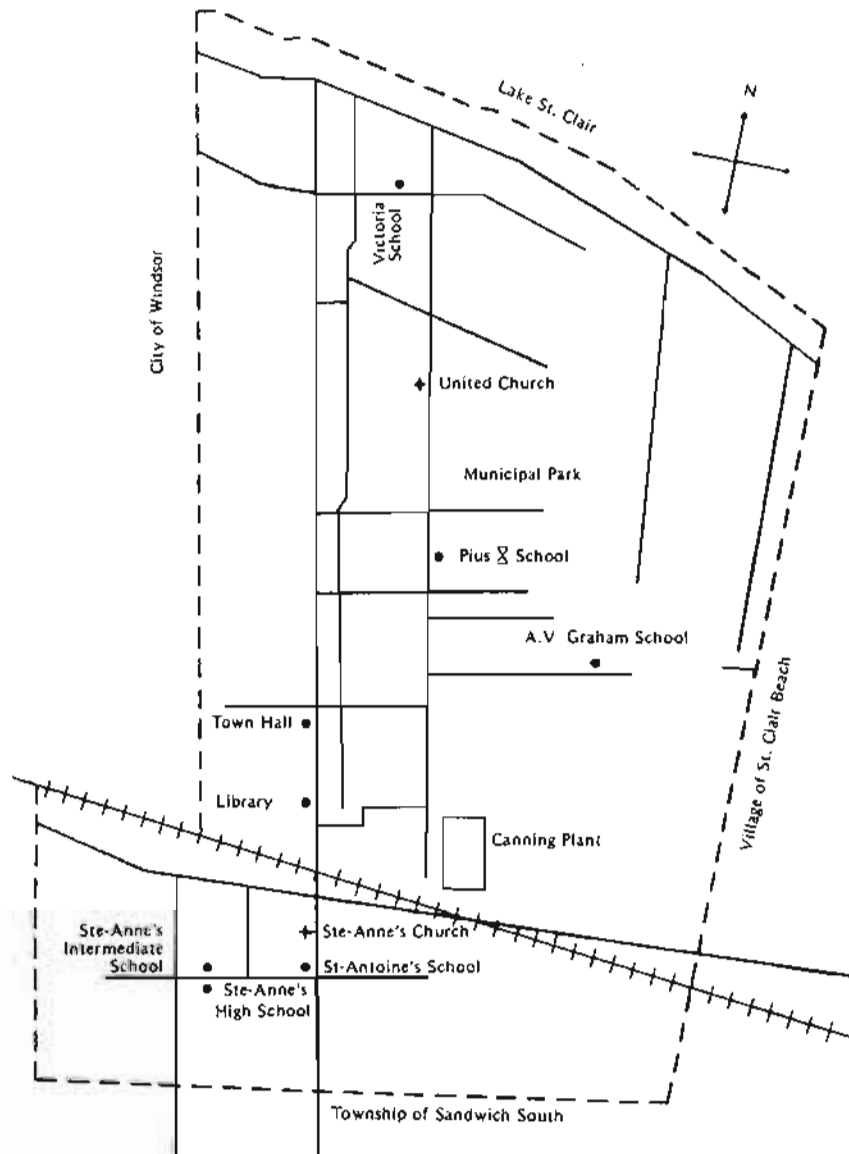 Lake St. Clair
N
City of Windsor
Victoria
School
United Church
Municipal Park
Pius X School
A.V. Graham School
Town Hall
Library
Village of St. Clair Beach
Canning Plant
Ste-Anne's
Intermediate
School
Ste-Anne's Church
St-Antoine's School
Ste-Anne's
High School
Township of Sandwich South